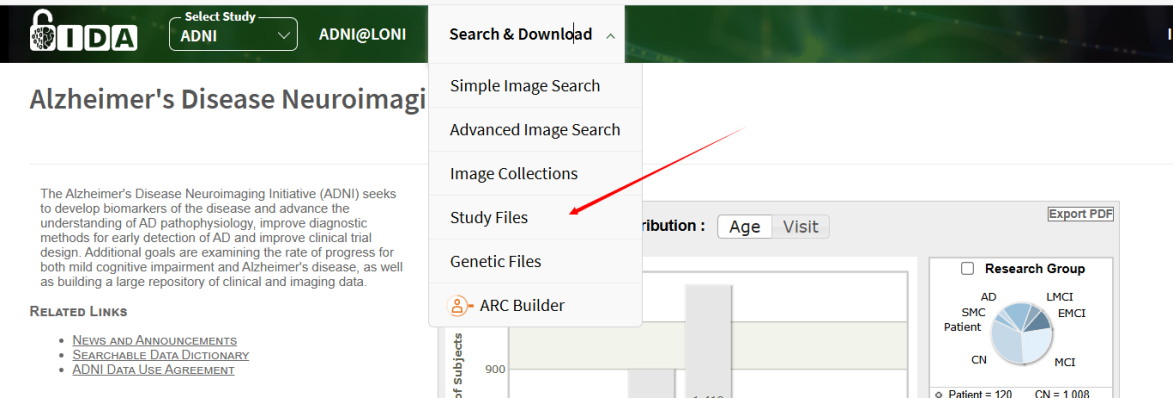 IDA
Select Study
ADNI
ADNI@LONI
Search & Download
Simple Image Search
Advanced Image Search
Image Collections
Study Files
Genetic Files
ARC Builder
Alzheimer's Disease Neuroimagi
The Alzheimer's Disease Neuroimaging Initiative (ADNI) seeks
to develop biomarkers of the disease and advance the
understanding of AD pathophysiology, improve diagnostic
methods for early detection of AD and improve clinical trial
design. Additional goals are examining the rate of progress for
both mild cognitive impairment and Alzheimer's disease, as well
as building a large repository of clinical and imaging data.
RELATED LINKS
NEWS AND ANNOUNCEMENTS
SEARCHABLE DATA DICTIONARY
ADNI DATA USE AGREEMENT
ribution :
Age
Visit
Export PDF
of Subjects
900
Research Group
AD
LMCI
SMC
EMCI
Patient
CN
MCI
Patient = 120
CN = 1,008